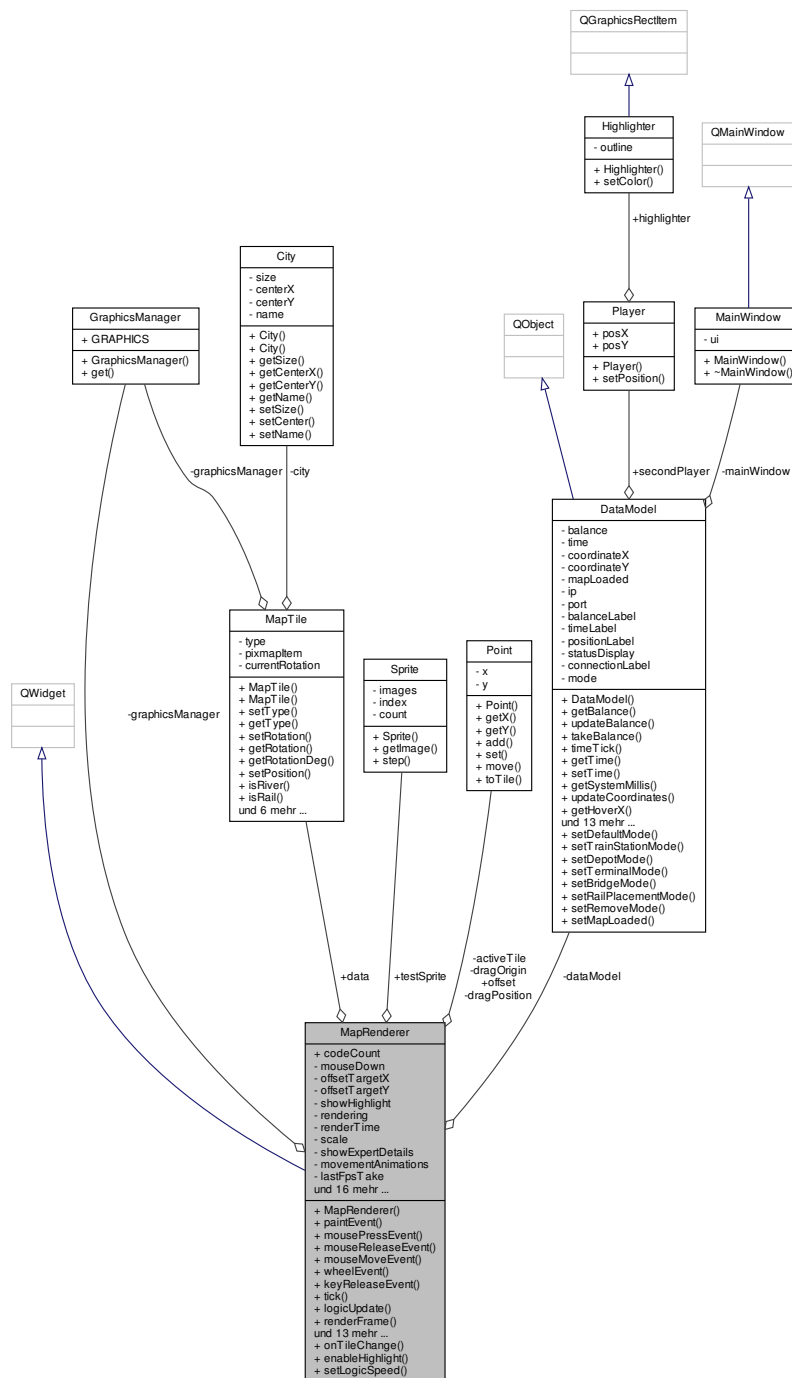 QGraphicsRectItem
Highlighter
- outline
+ Highlighter()
+ setColor()
QMainWindow
+highlighter
City
- size
- centerX
- centerY
- name
+ City()
+ City()
+ getSize()
+ getCenterX()
+ getCenterY()
+ getName()
+ setSize()
+ setCenter()
+ setName()
GraphicsManager
+ GRAPHICS
+ GraphicsManager()
+ get()
QObject
Player
+ posX
+ posY
+ Player()
+ setPosition()
MainWindow
- ui
+ MainWindow()
+ ~MainWindow()
-graphicsManager
-city
+secondPlayer
-mainWindow
DataModel
- balance
- time
- coordinateX
- coordinateY
- mapLoaded
- ip
- port
- balanceLabel
- timeLabel
- positionLabel
- statusDisplay
- connectionLabel
- mode
+ DataModel()
+ getBalance()
+ updateBalance()
+ takeBalance()
+ timeTick()
+ getTime()
+ setTime()
+ getSystemMillis()
+ updateCoordinates()
+ getHoverX()
und 13 mehr ...
+ setDefaultMode()
+ setTrainStationMode()
+ setDepotMode()
+ setTerminalMode()
+ setBridgeMode()
+ setRailPlacementMode()
+ setRemoveMode()
+ setMapLoaded()
MapTile
- type
- pixmapItem
- currentRotation
+ MapTile()
+ MapTile()
+ setType()
+ getType()
+ setRotation()
+ getRotation()
+ getRotationDeg()
+ setPosition()
+ isRiver()
+ isRail()
und 6 mehr ...
Sprite
- images
- index
- count
+ Sprite()
+ getImage()
+ step()
Point
- x
- y
+ Point()
+ getX()
+ getY()
+ add()
+ set()
+ move()
+ toTile()
QWidget
-graphicsManager
+data
+testSprite
-activeTile
-dragOrigin
+offset
-dragPosition
-dataModel
MapRenderer
+ codeCount
- mouseDown
- offsetTargetX
- offsetTargetY
- showHighlight
- rendering
- renderTime
- scale
- showExpertDetails
- movementAnimations
- lastFpsTake
und 16 mehr ...
+ MapRenderer()
+ paintEvent()
+ mousePressEvent()
+ mouseReleaseEvent()
+ mouseMoveEvent()
+ wheelEvent()
+ keyReleaseEvent()
+ tick()
+ logicUpdate()
+ renderFrame()
und 13 mehr ...
+ onTileChange()
+ enableHighlight()
+ setLogicSpeed()